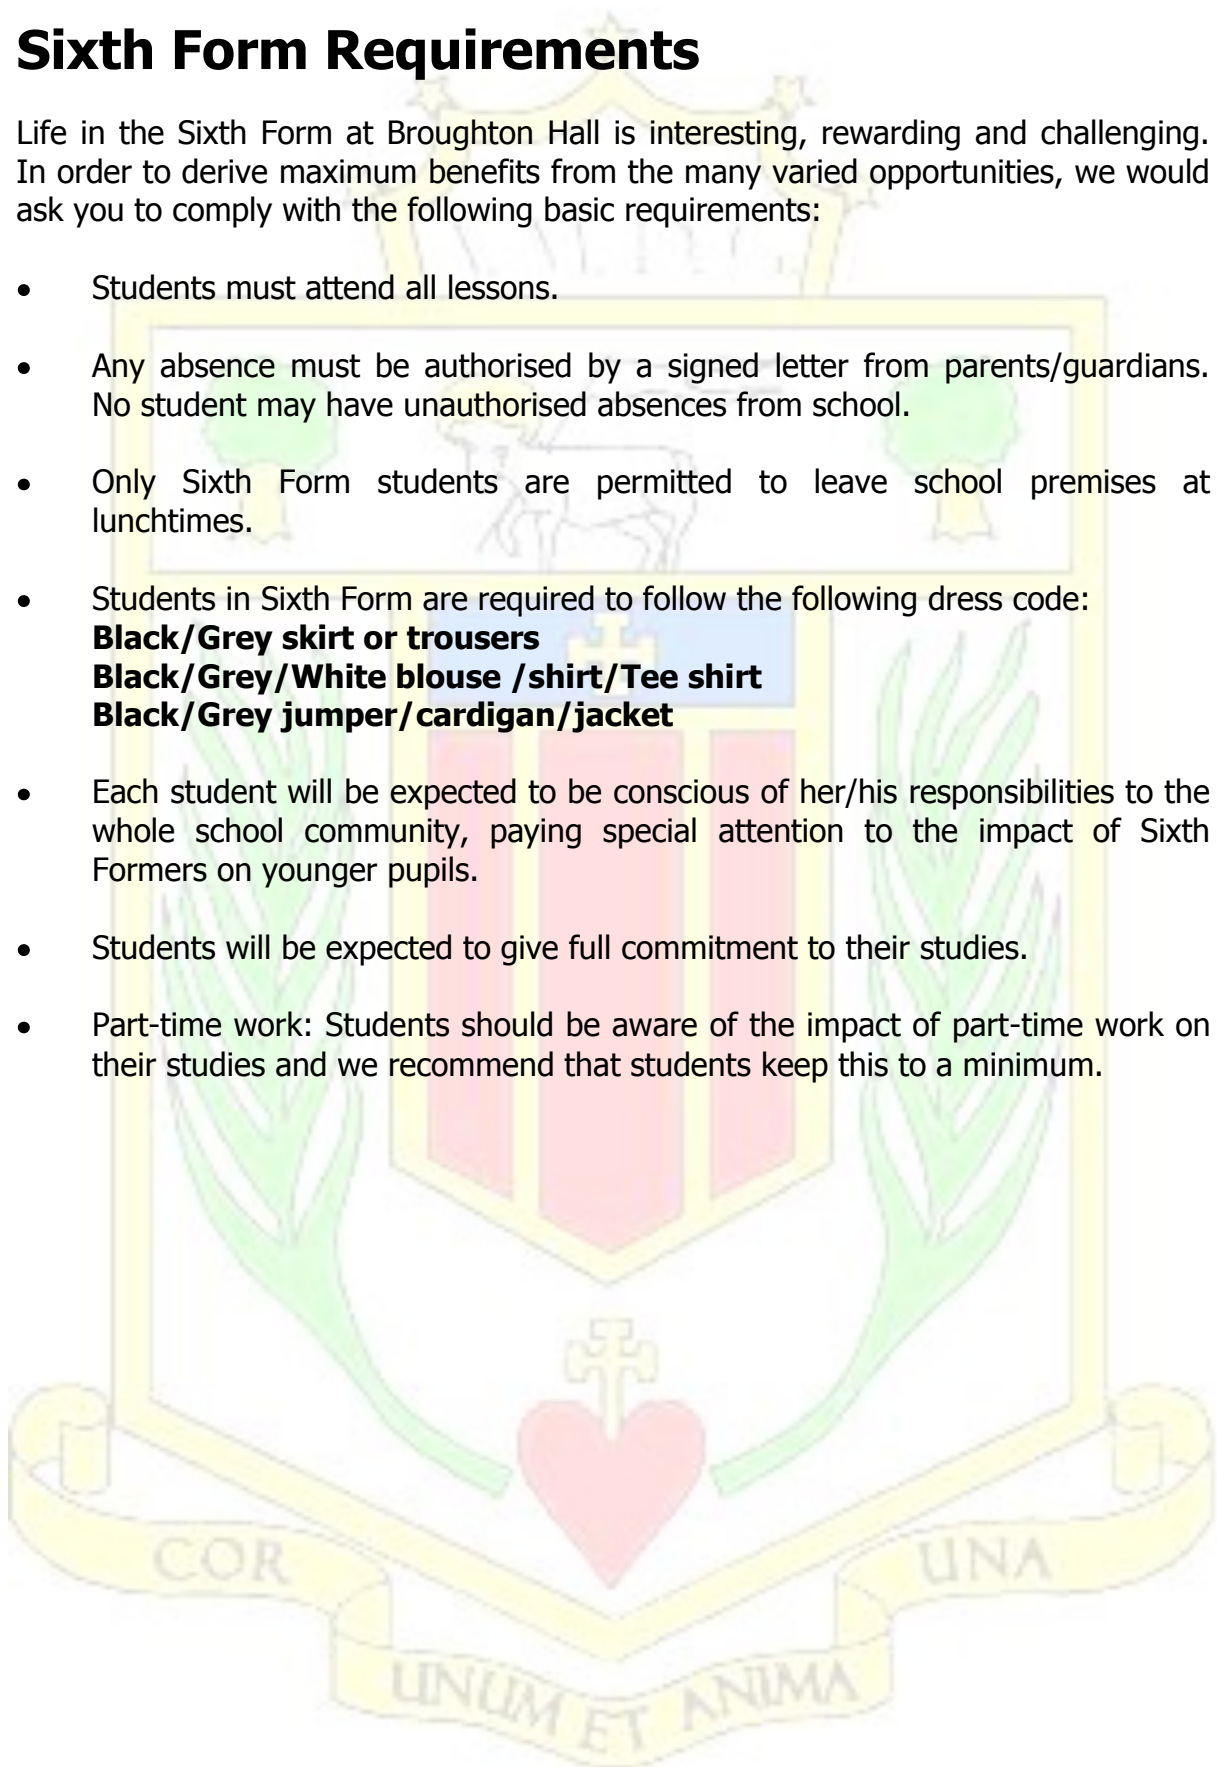 Sixth Form Requirements
Life in the Sixth Form at Broughton Hall is interesting, rewarding and challenging.
In order to derive maximum benefits from the many varied opportunities, we would
ask you to comply with the following basic requirements:
• Students must attend all lessons.
• Any absence must be authorised by a signed letter from parents/guardians.
No student may have unauthorised absences from school.
• Only Sixth Form students are permitted to leave school premises at
lunchtimes.
• Students in Sixth Form are required to follow the following dress code:
Black/Grey skirt or trousers
Black/Grey/White blouse /shirt/Tee shirt
Black/Grey jumper/cardigan/jacket
• Each student will be expected to be conscious of her/his responsibilities to the
whole school community, paying special attention to the impact of Sixth
Formers on younger pupils.
• Students will be expected to give full commitment to their studies.
• Part-time work: Students should be aware of the impact of part-time work on
their studies and we recommend that students keep this to a minimum.
COR
UNUM ET ANIMA
UNA